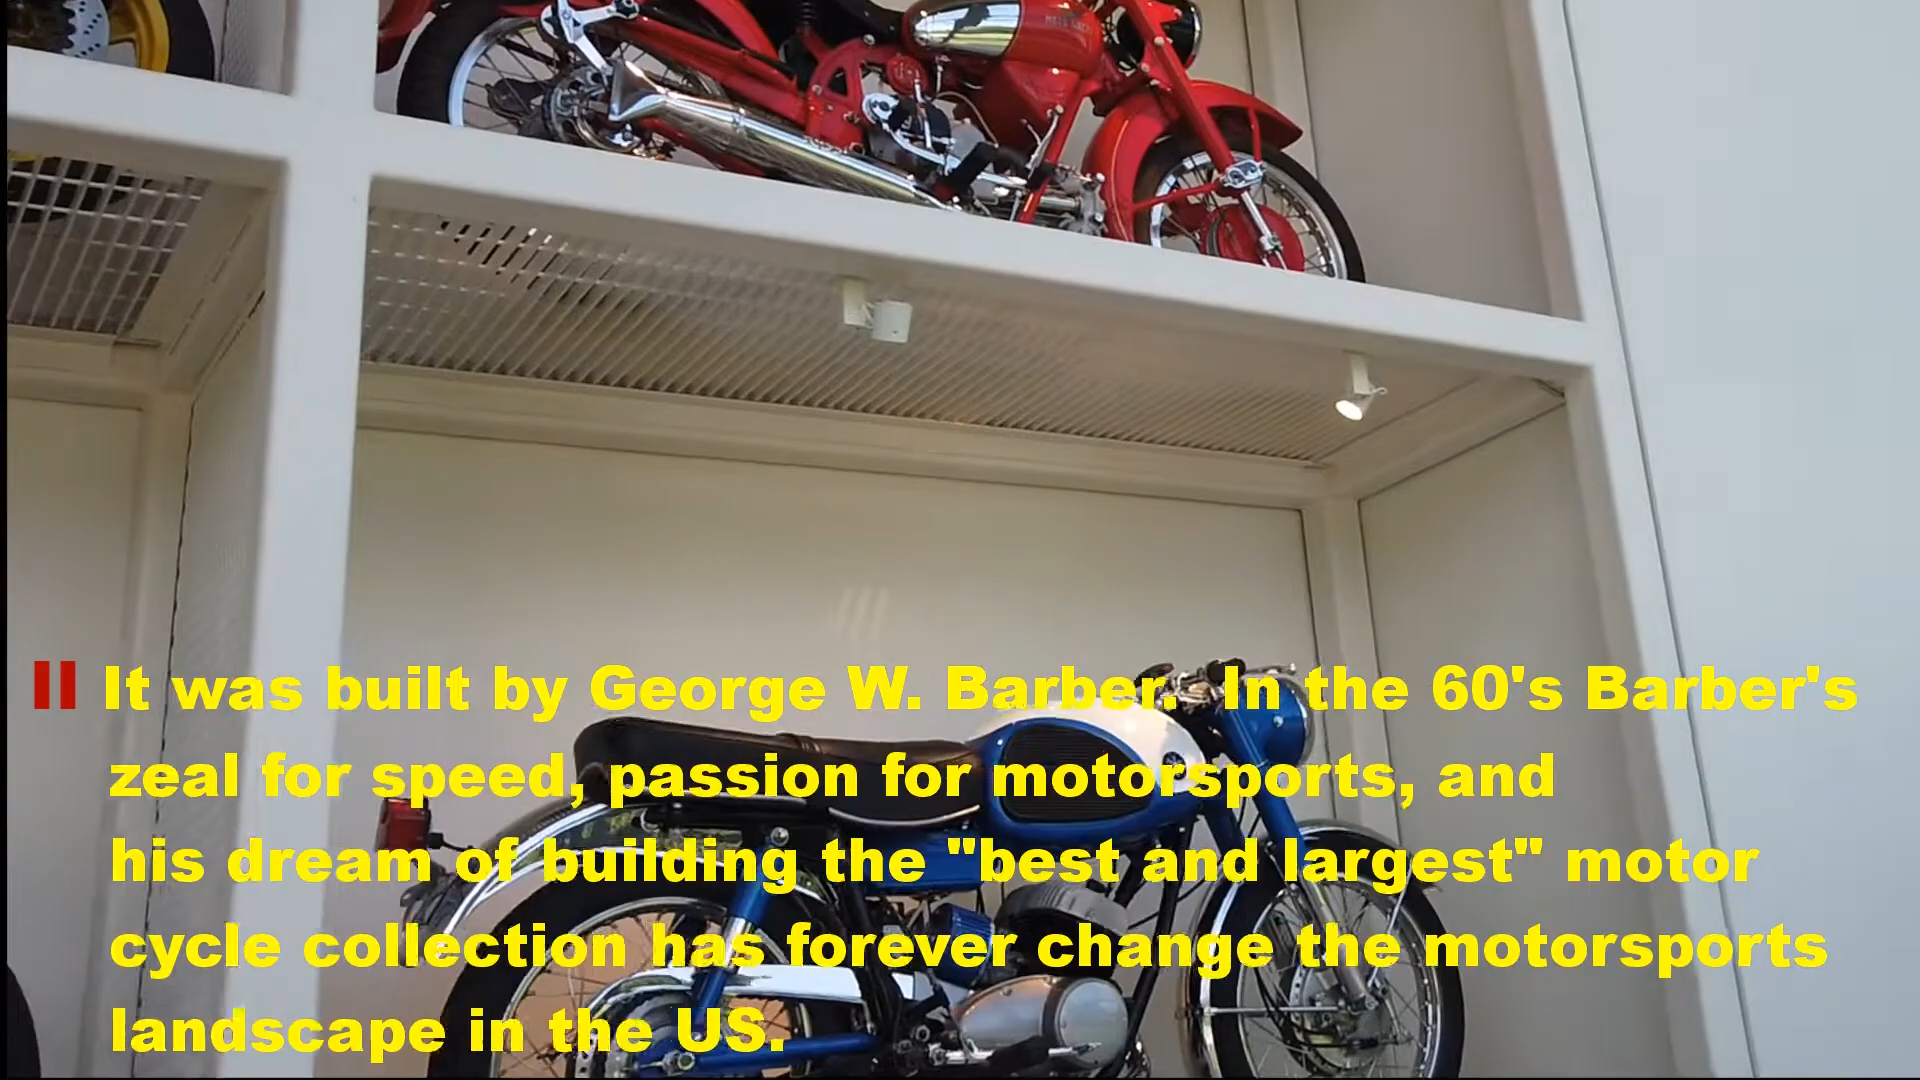 It was built by George W. Barber. In the 60's Barber's
zeal for speed, passion for motorsports, and
his dream of building the "best and largest" motor
cycle collection has forever change the motorsports
landscape in the US.